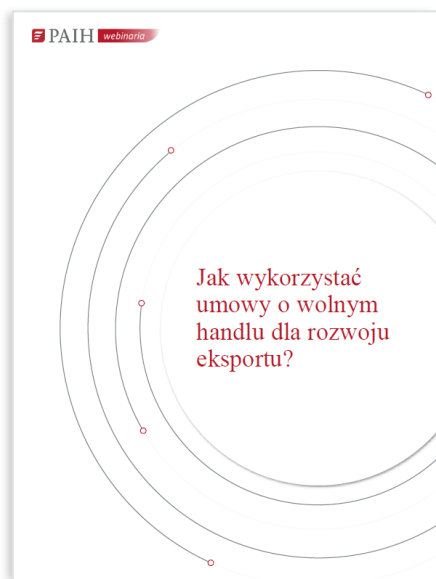 PAIH webinaria
Jak wykorzystać
umowy o wolnym
handlu dla rozwoju
eksportu?